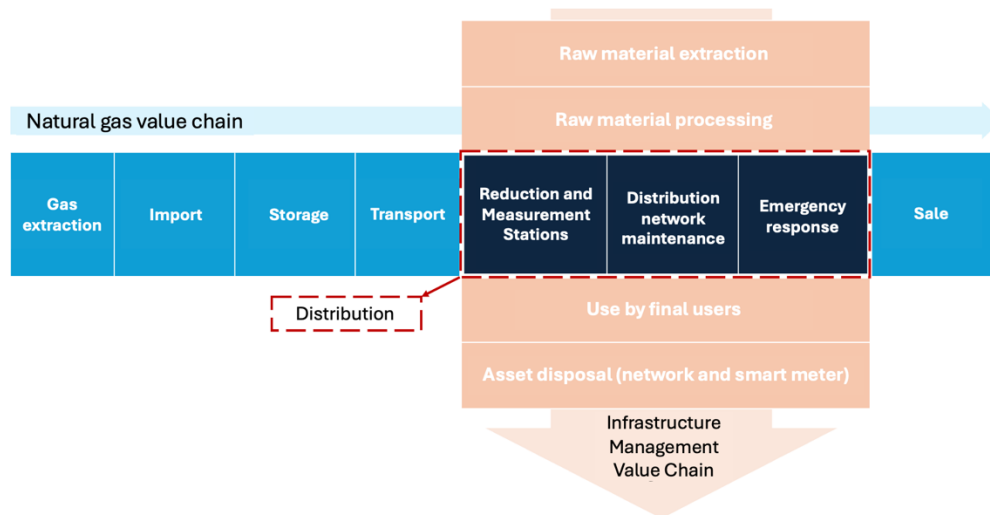 Raw material extraction
Natural gas value chain
Raw material processing
Gas
extraction
Import
Storage
Transport
Reduction and
Measurement
Stations
Distribution
network
maintenance
Emergency
response
Sale
Distribution
Use by final users
Asset disposal (network and smart meter)
Infrastructure
Management
Value Chain